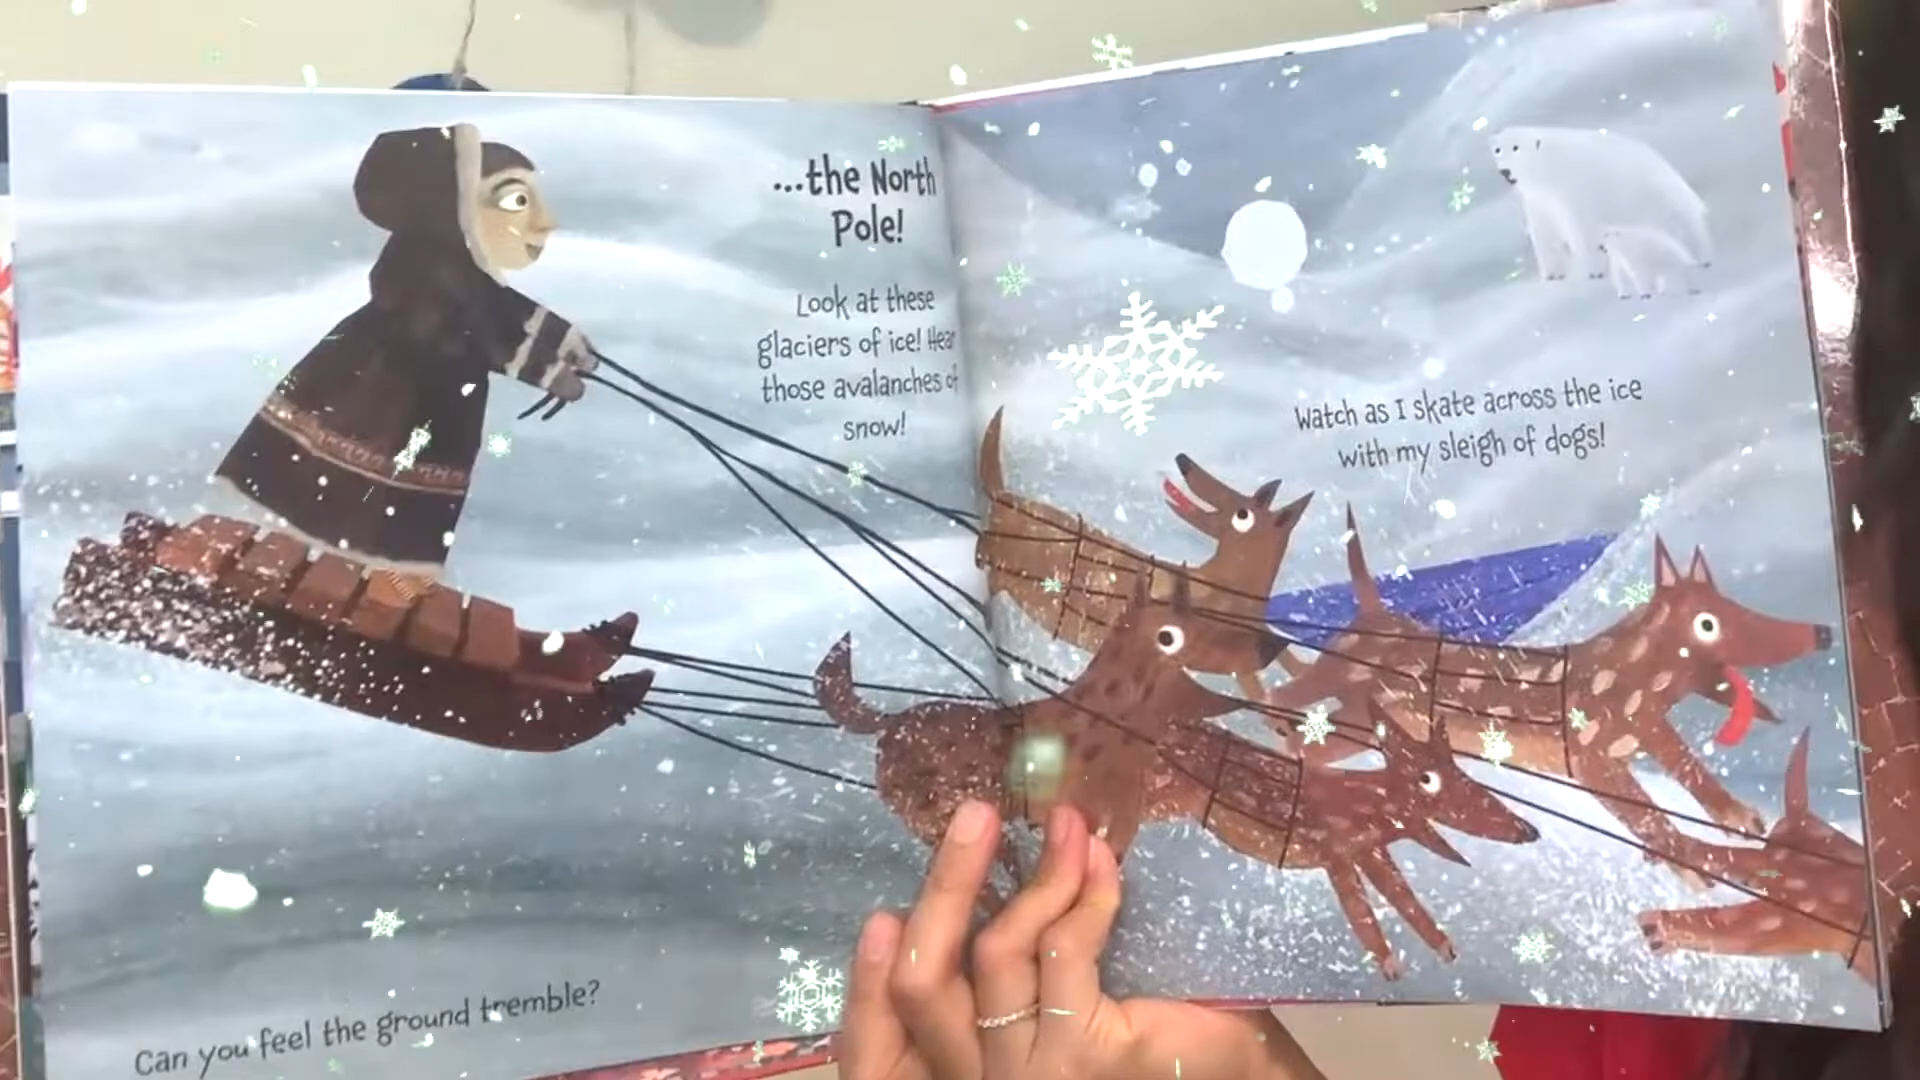 ...the North
Pole!
Look at these
glaciers of ice! Hear
those avalanches of
snow!
Can you feel the ground tremble?
Watch as I skate across the ice
with my sleigh of dogs!